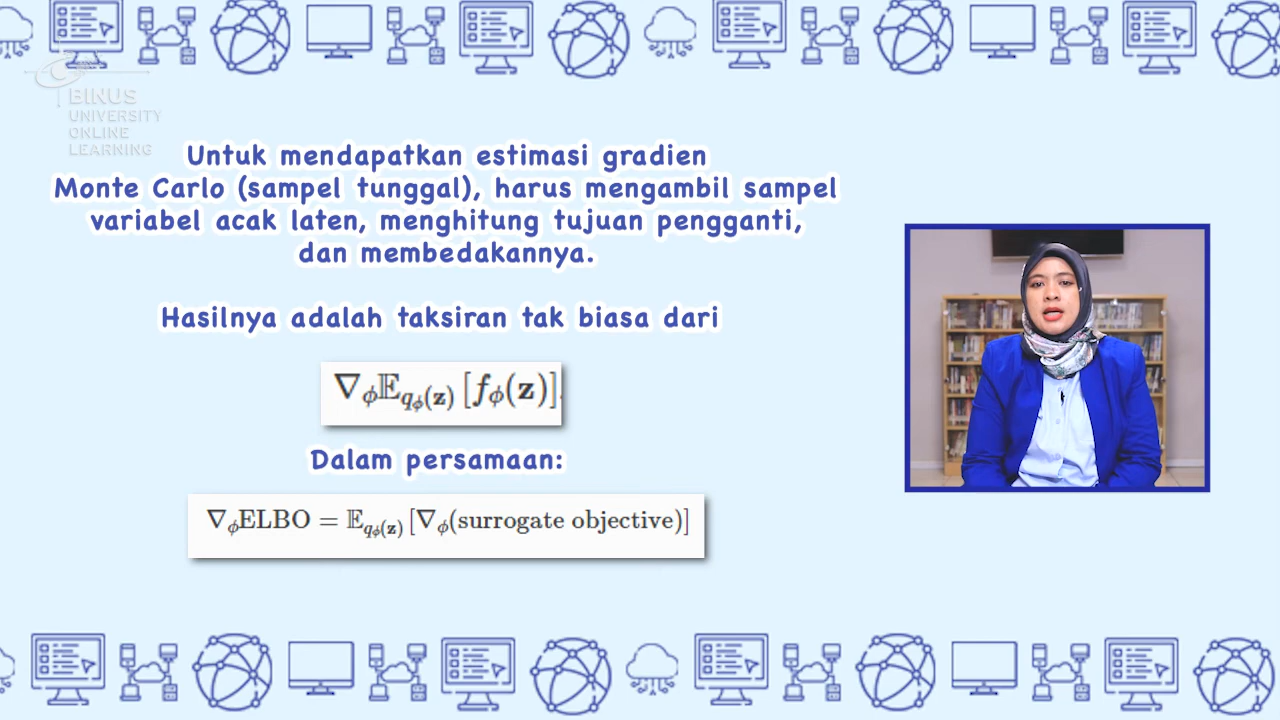 BINUS
UNIVERSITY
ONLINE
LEARNING
Untuk mendapatkan estimasi gradien
Monte Carlo (sampel tunggal), harus mengambil sampel
variabel acak laten, menghitung tujuan pengganti,
dan membedakannya.
Hasilnya adalah taksiran tak biasa dari
∇ϕ𝔼qϕ(𝐳) [fϕ(𝐳)].
Dalam persamaan:
∇ϕELBO = 𝔼qϕ(𝐳) [∇ϕ(surrogate objective)]